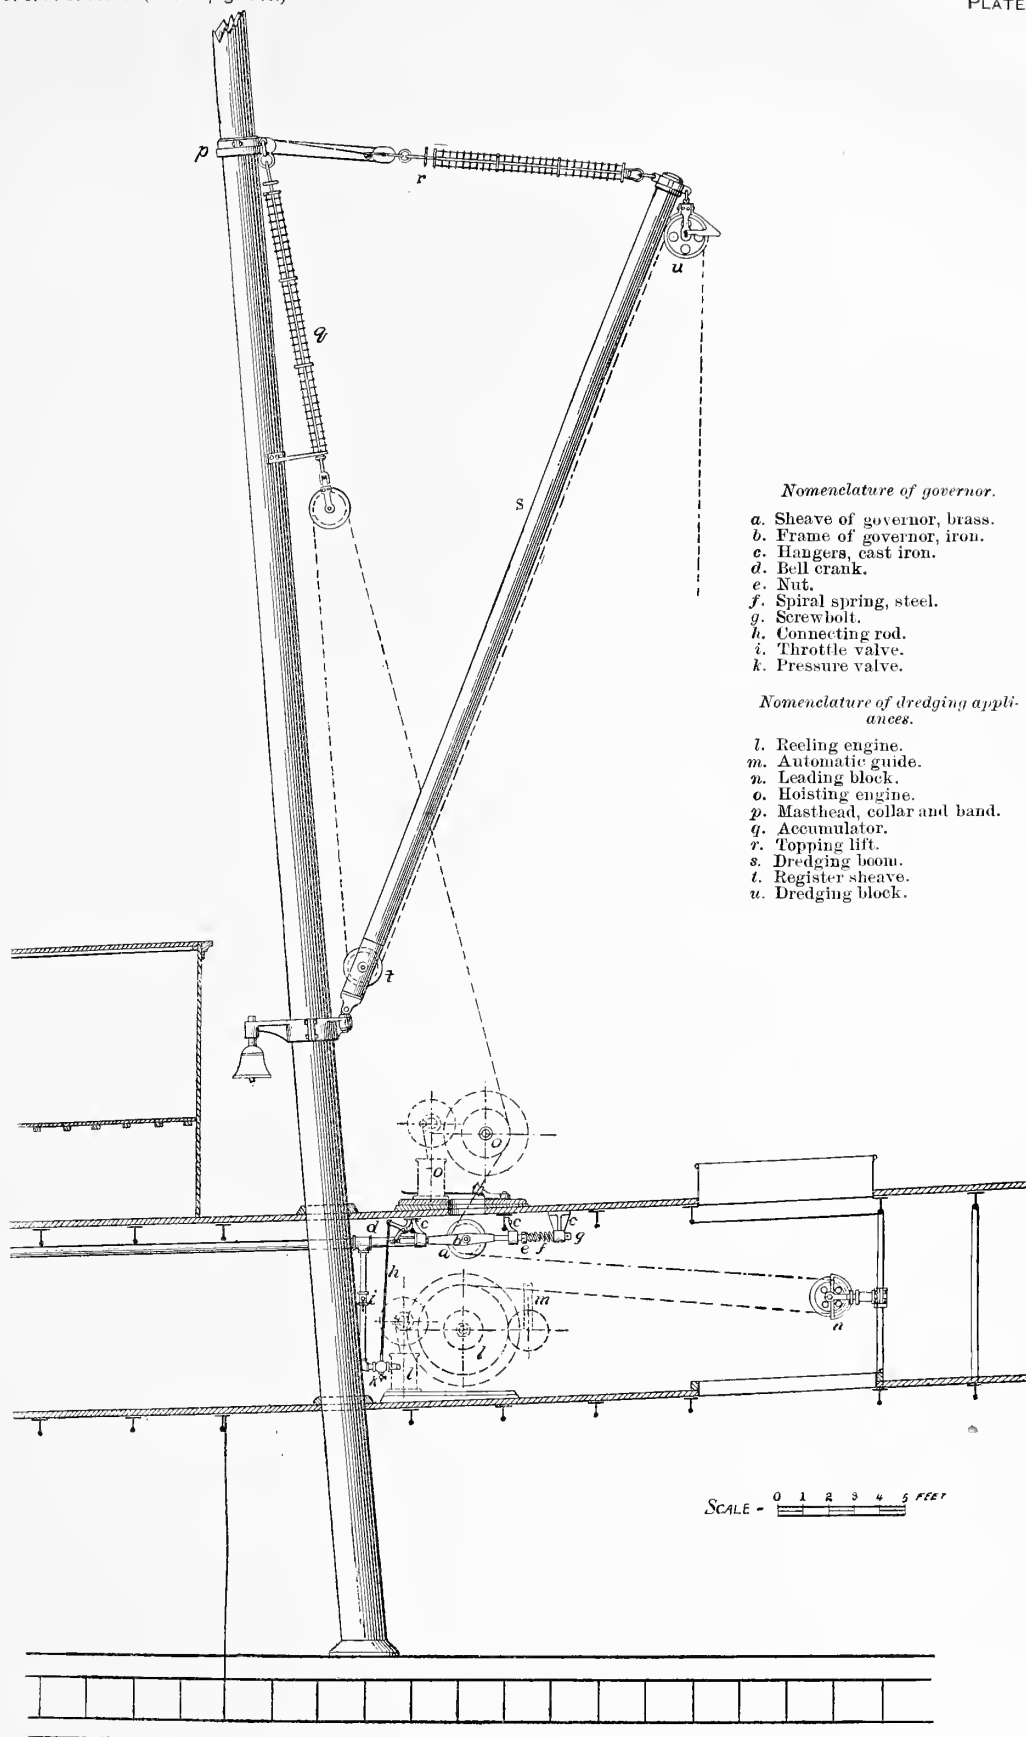 PLATE
p
r
u
q
s
Nomenclature of governor.
a. Sheave of governor, brass.
b. Frame of governor, iron.
c. Hangers, cast iron.
d. Bell crank.
e. Nut.
f. Spiral spring, steel.
g. Screwbolt.
h. Connecting rod.
i. Throttle valve.
k. Pressure valve.
Nomenclature of dredging appli-
ances.
l. Reeling engine.
m. Automatic guide.
n. Leading block.
o. Hoisting engine.
p. Masthead, collar and band.
q. Accumulator.
r. Topping lift.
s. Dredging boom.
t. Register sheave.
u. Dredging block.
t
o
o
d c c c
a b e f g
h
i m
n
l
k l
SCALE - 0 1 2 3 4 5 FEET